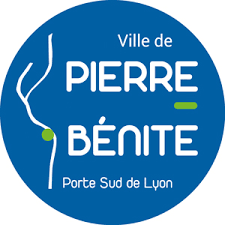 Ville de
PIERRE-
BÉNITE
Porte Sud de Lyon